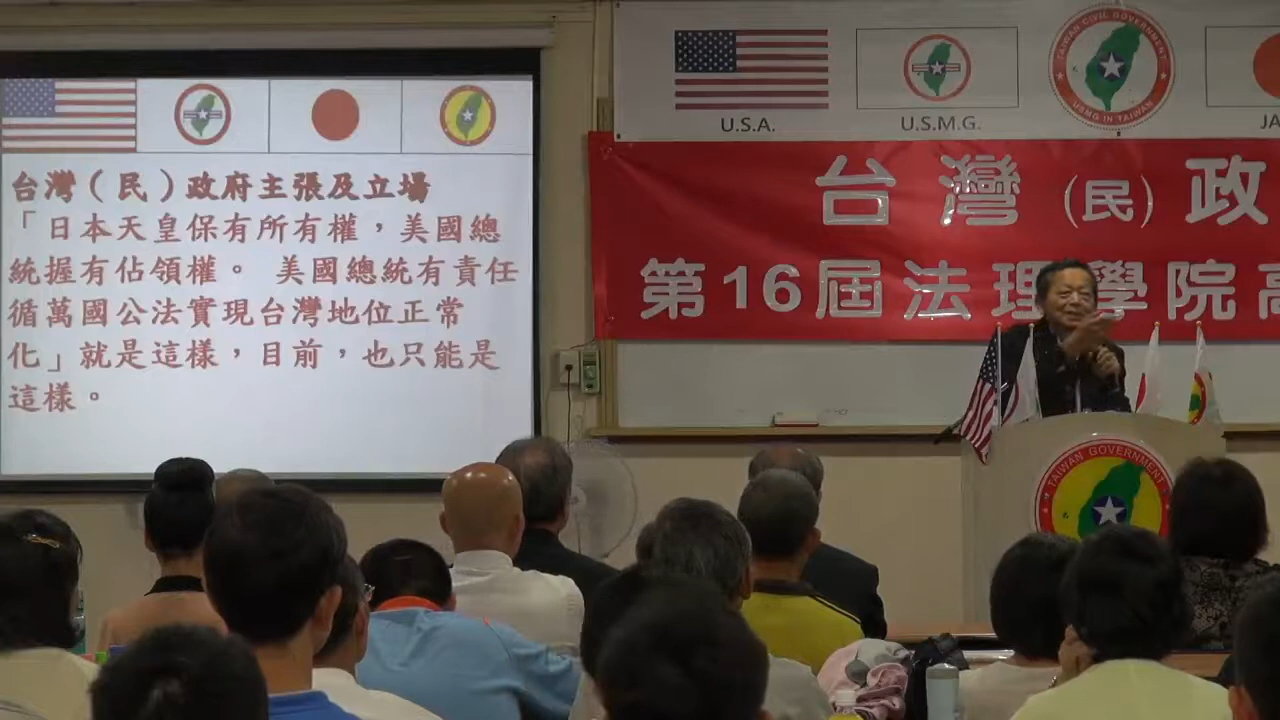 台灣（民）政府主張及立場
「日本天皇保有所有權，美國總
統握有佔領權。 美國總統有責任
循萬國公法實現台灣地位正常
化」就是這樣，目前，也只能是
這樣。
U.S.A.
U.S.M.G.
TAIWAN CIVIL GOVERNMENT
USMG IN TAIWAN
JA
台灣（民）政
第16屆法理學院高
TAIWAN GOVERNMENT